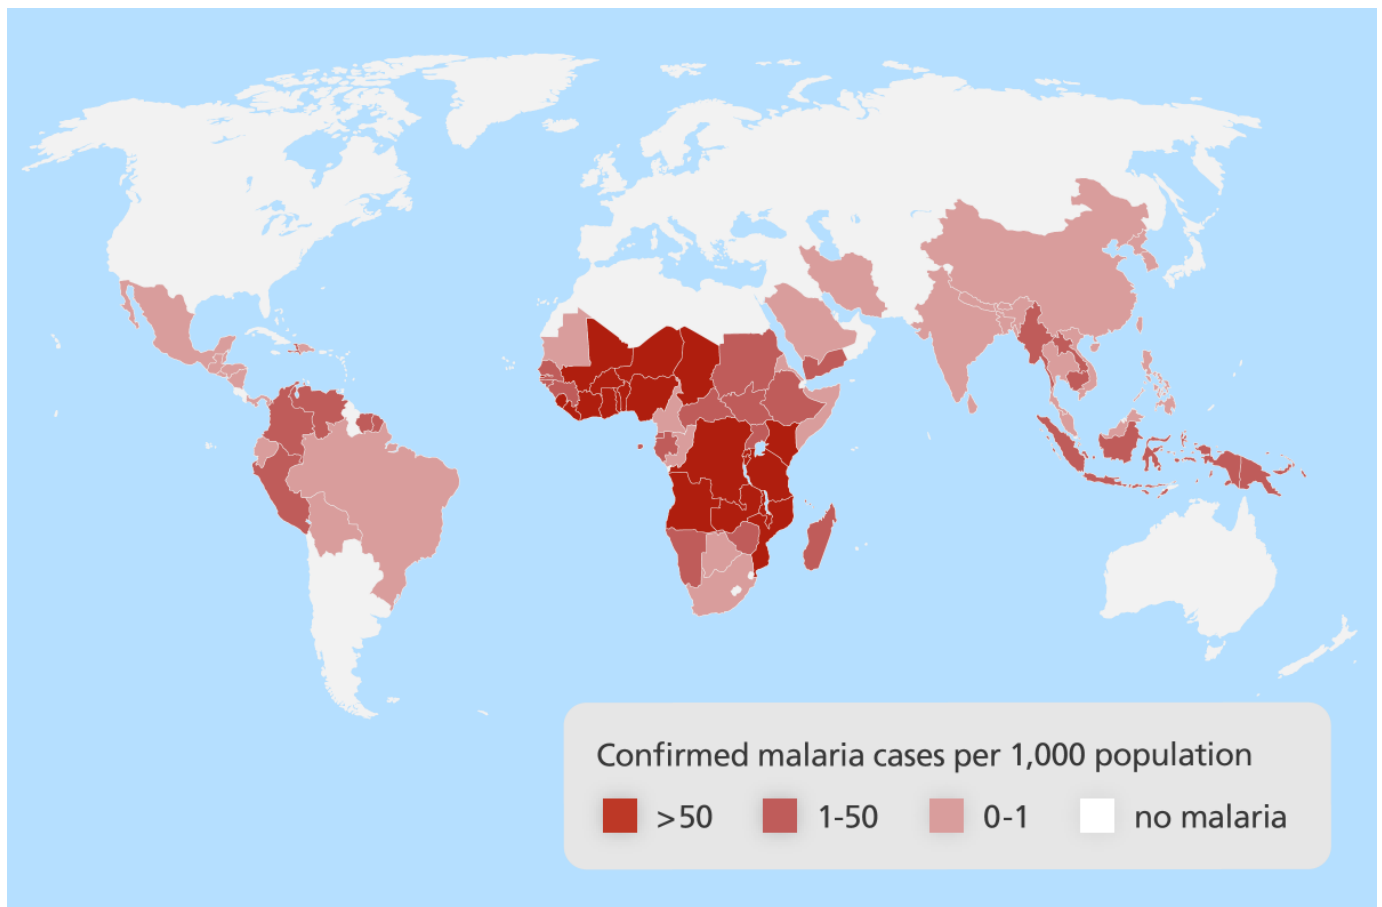 Confirmed malaria cases per 1,000 population
>50 1-50 0-1 no malaria